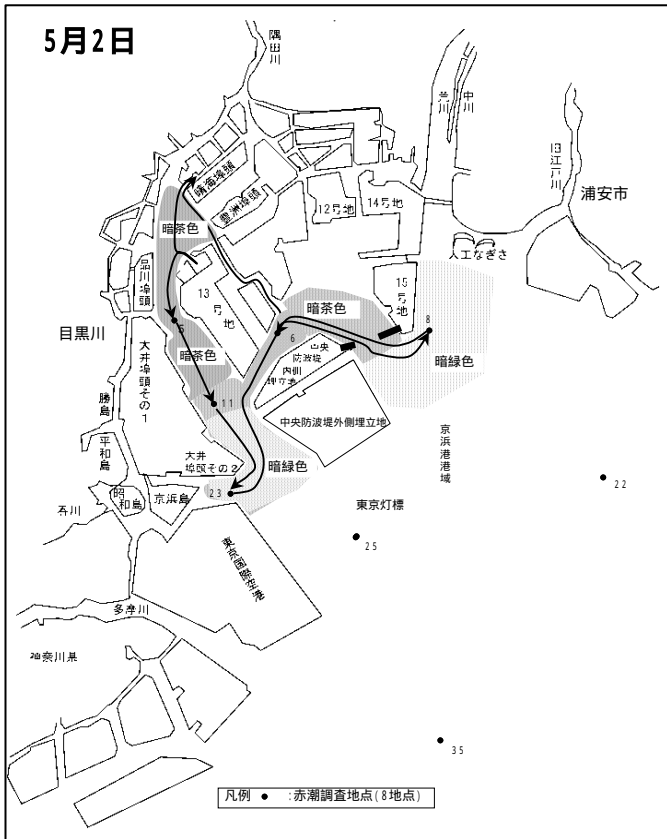 5月2日
隅田川
荒川
中川
旧江戸川
浦安市
晴海埠頭
豊洲埠頭
12号地
14号地
人工なぎさ
暗茶色
品川埠頭
13号地
暗茶色
15号地
8
5
6
目黒川
暗茶色
中央防波堤内側埋立地
暗緑色
大井埠頭その1
11
勝島
中央防波堤外側埋立地
京浜港港域
平和島
大井埠頭その2
暗緑色
22
昭和島
京浜島
23
東京灯標
呑川
25
東京国際空港
多摩川
神奈川県
35
凡例 ● :赤潮調査地点(8地点)